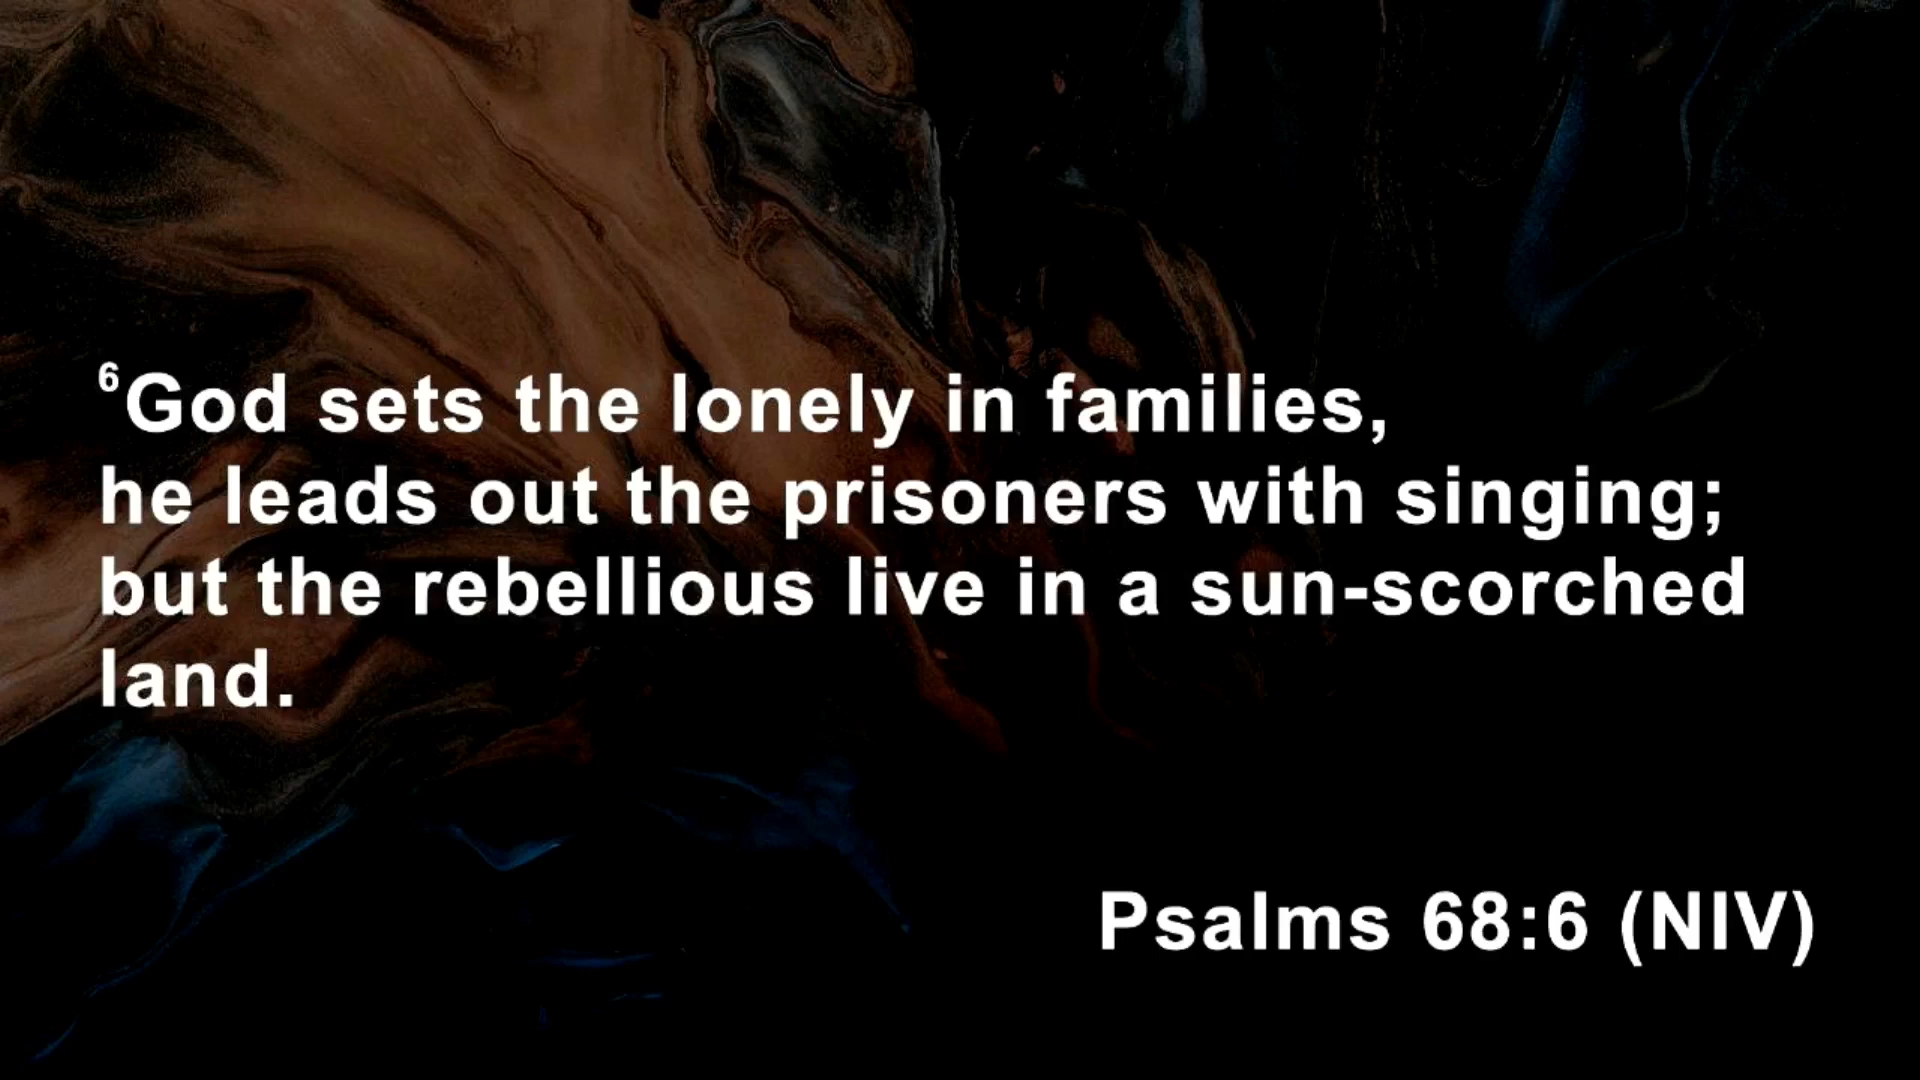 ⁶God sets the lonely in families,
he leads out the prisoners with singing;
but the rebellious live in a sun-scorched
land.
Psalms 68:6 (NIV)